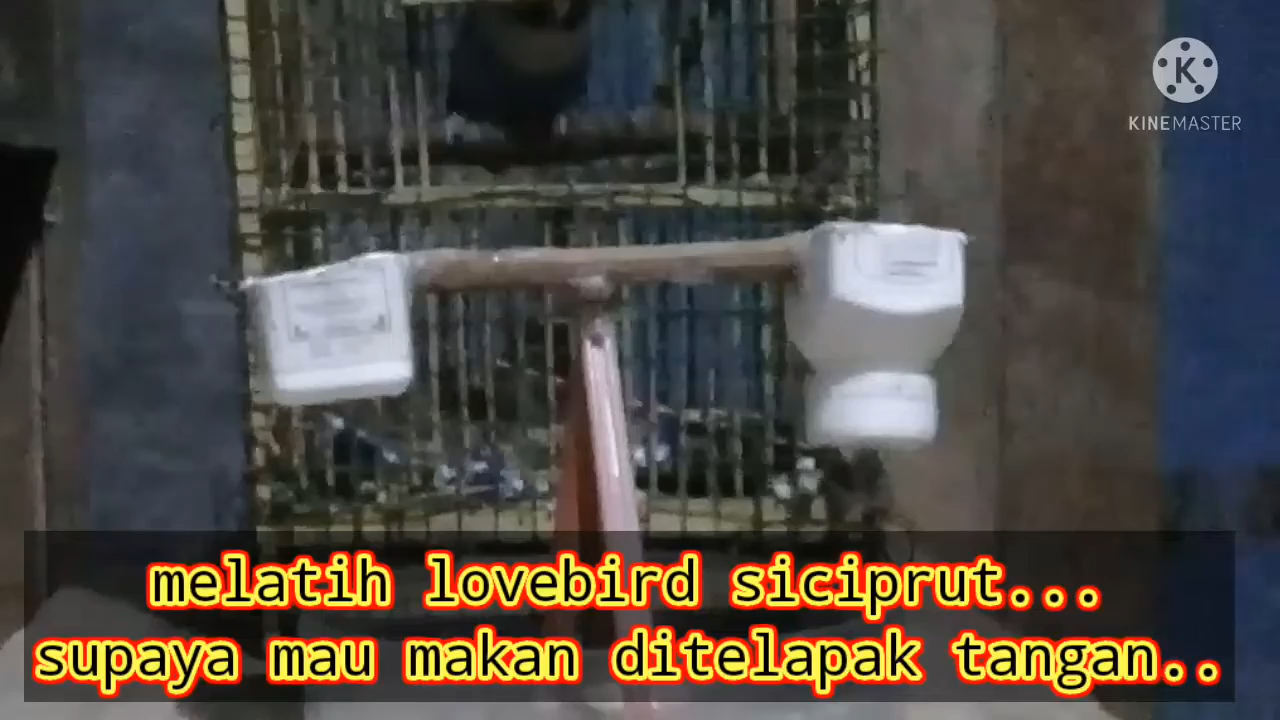 KINEMASTER
melatih lovebird siciprut...
supaya mau makan ditelapak tangan..